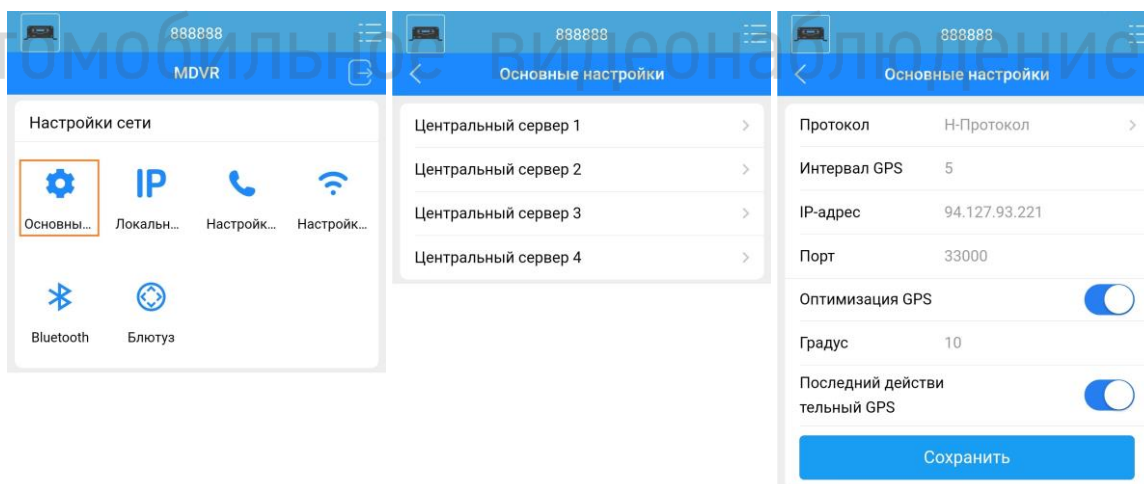 888888
MDVR
Настройки сети
Основны...
IP
Локальн...
Настройк...
Настройк...
Bluetooth
Блютуз
888888
Основные настройки
Центральный сервер 1
Центральный сервер 2
Центральный сервер 3
Центральный сервер 4
888888
Основные настройки
Протокол Н-Протокол
Интервал GPS 5
IP-адрес 94.127.93.221
Порт 33000
Оптимизация GPS
Градус 10
Последний действи
тельный GPS
Сохранить
томобильное видеонаблюдение